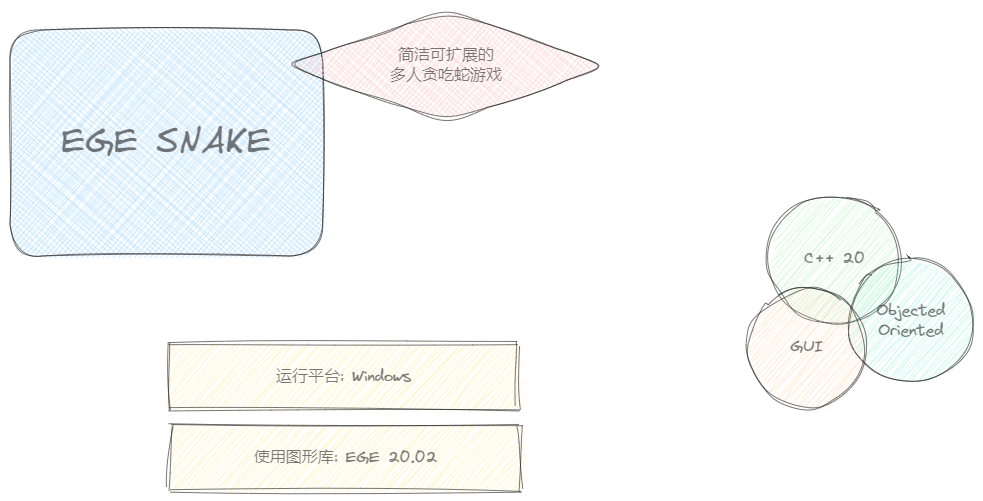 简洁可扩展的
多人贪吃蛇游戏
EGE SNAKE
C++ 20
Objected
Oriented
GUI
运行平台: Windows
使用图形库: EGE 20.02